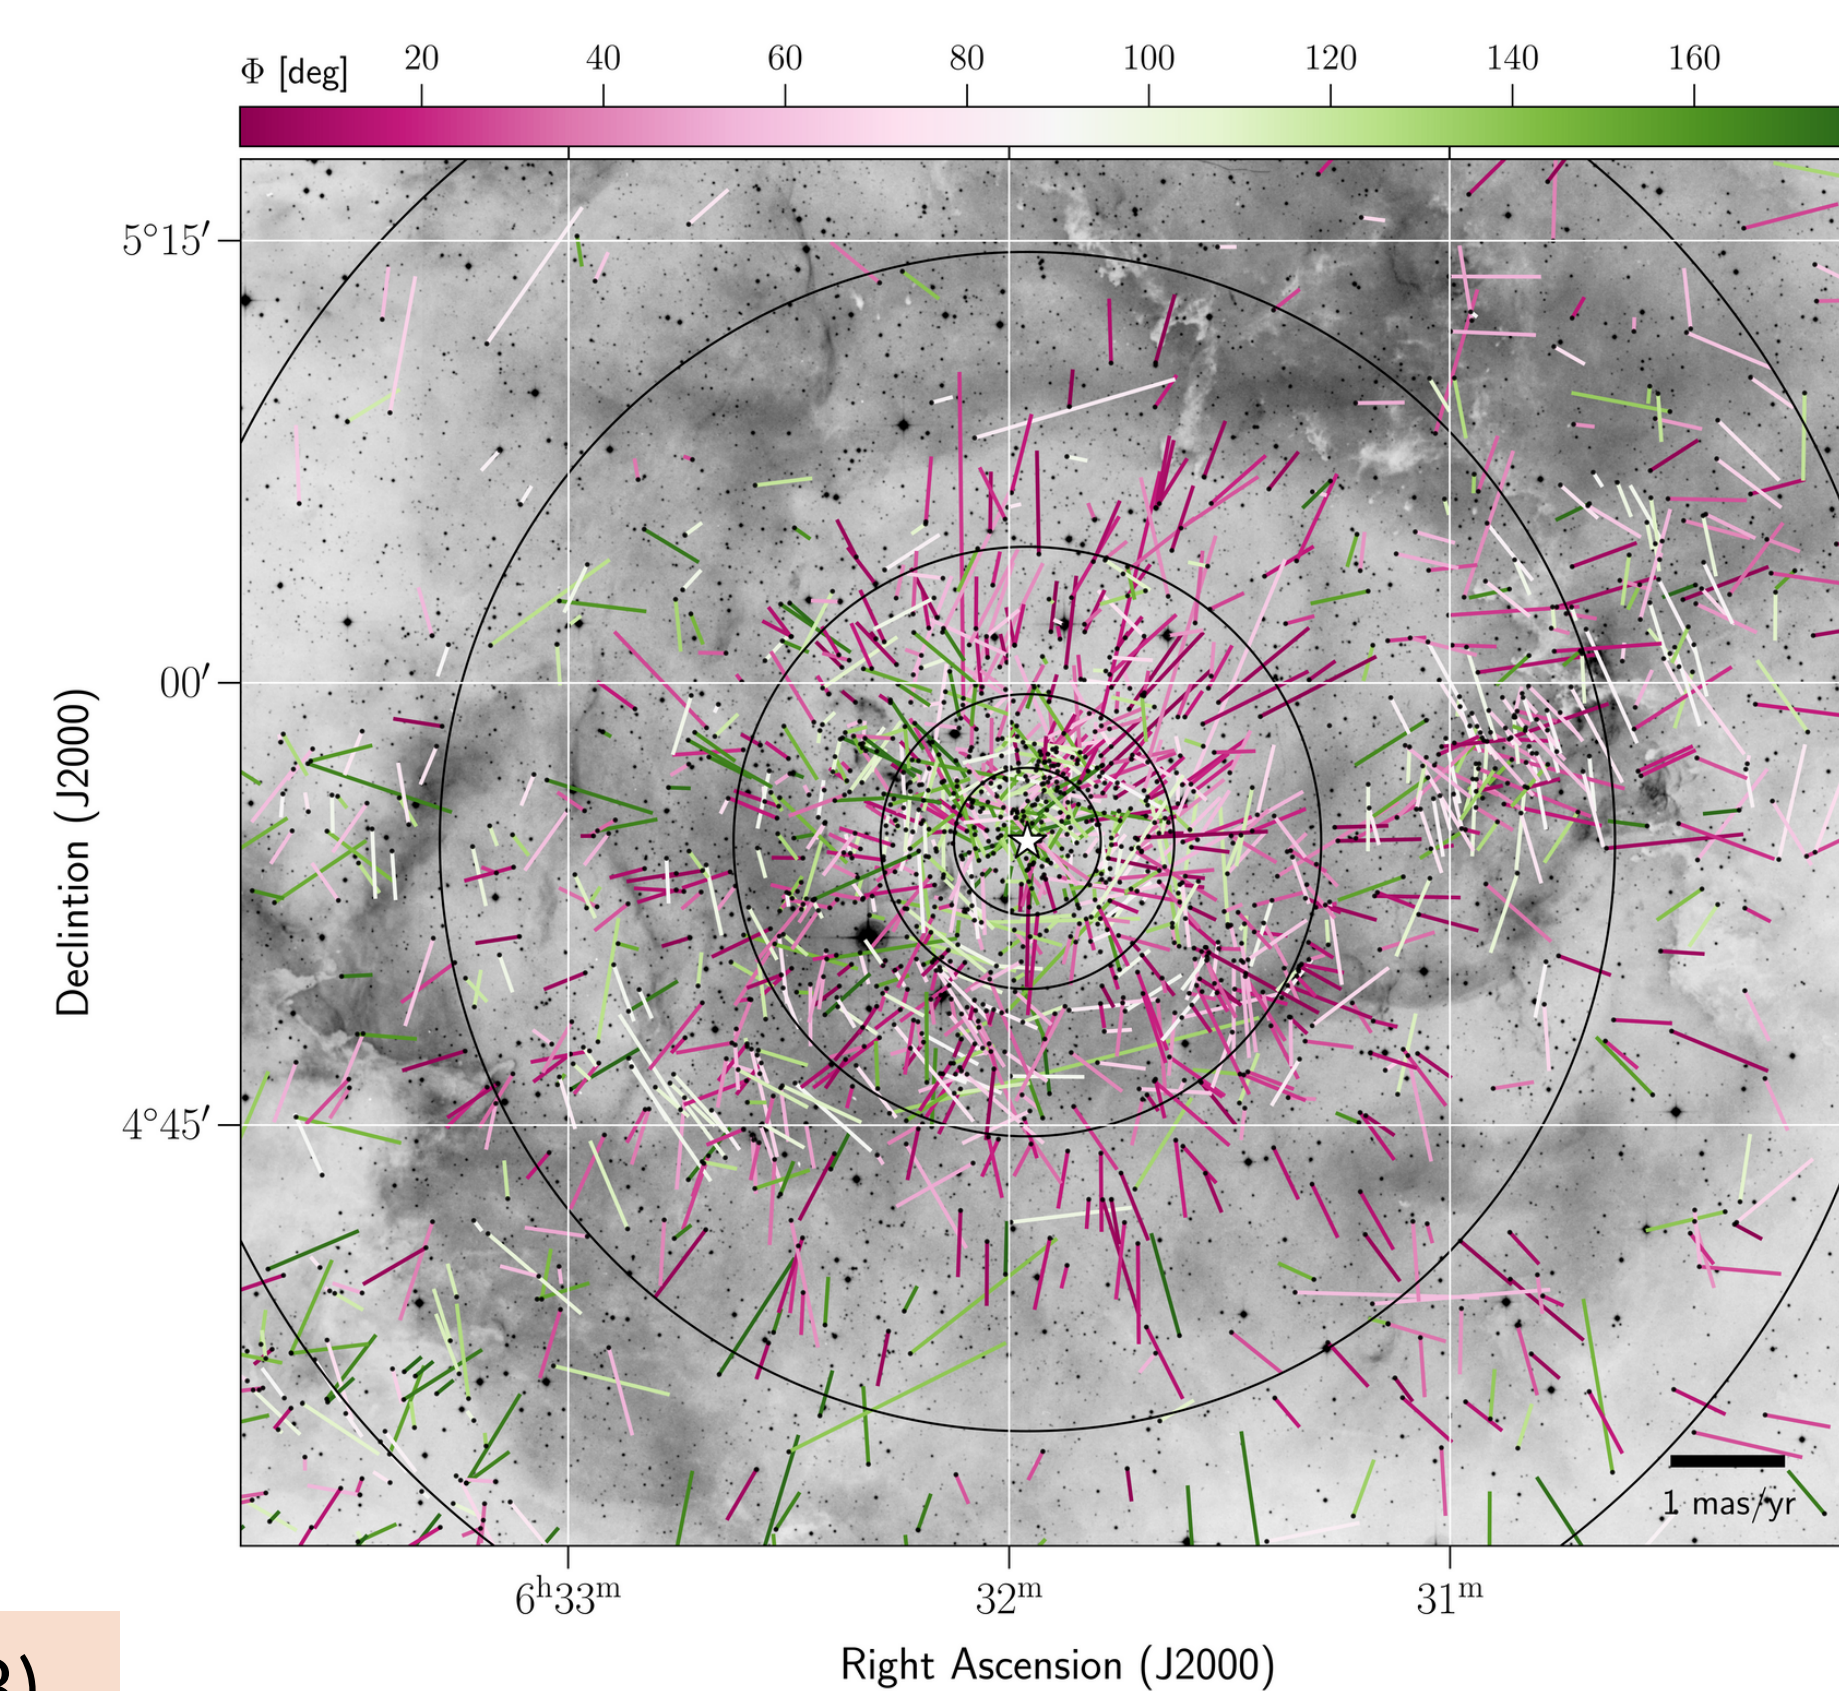 Φ [deg] 20 40 60 80 100 120 140 160
5°15′
00′
4°45′
Declintion (J2000)
1 mas/yr
6ʰ33ᵐ 32ᵐ 31ᵐ
Right Ascension (J2000)
3)